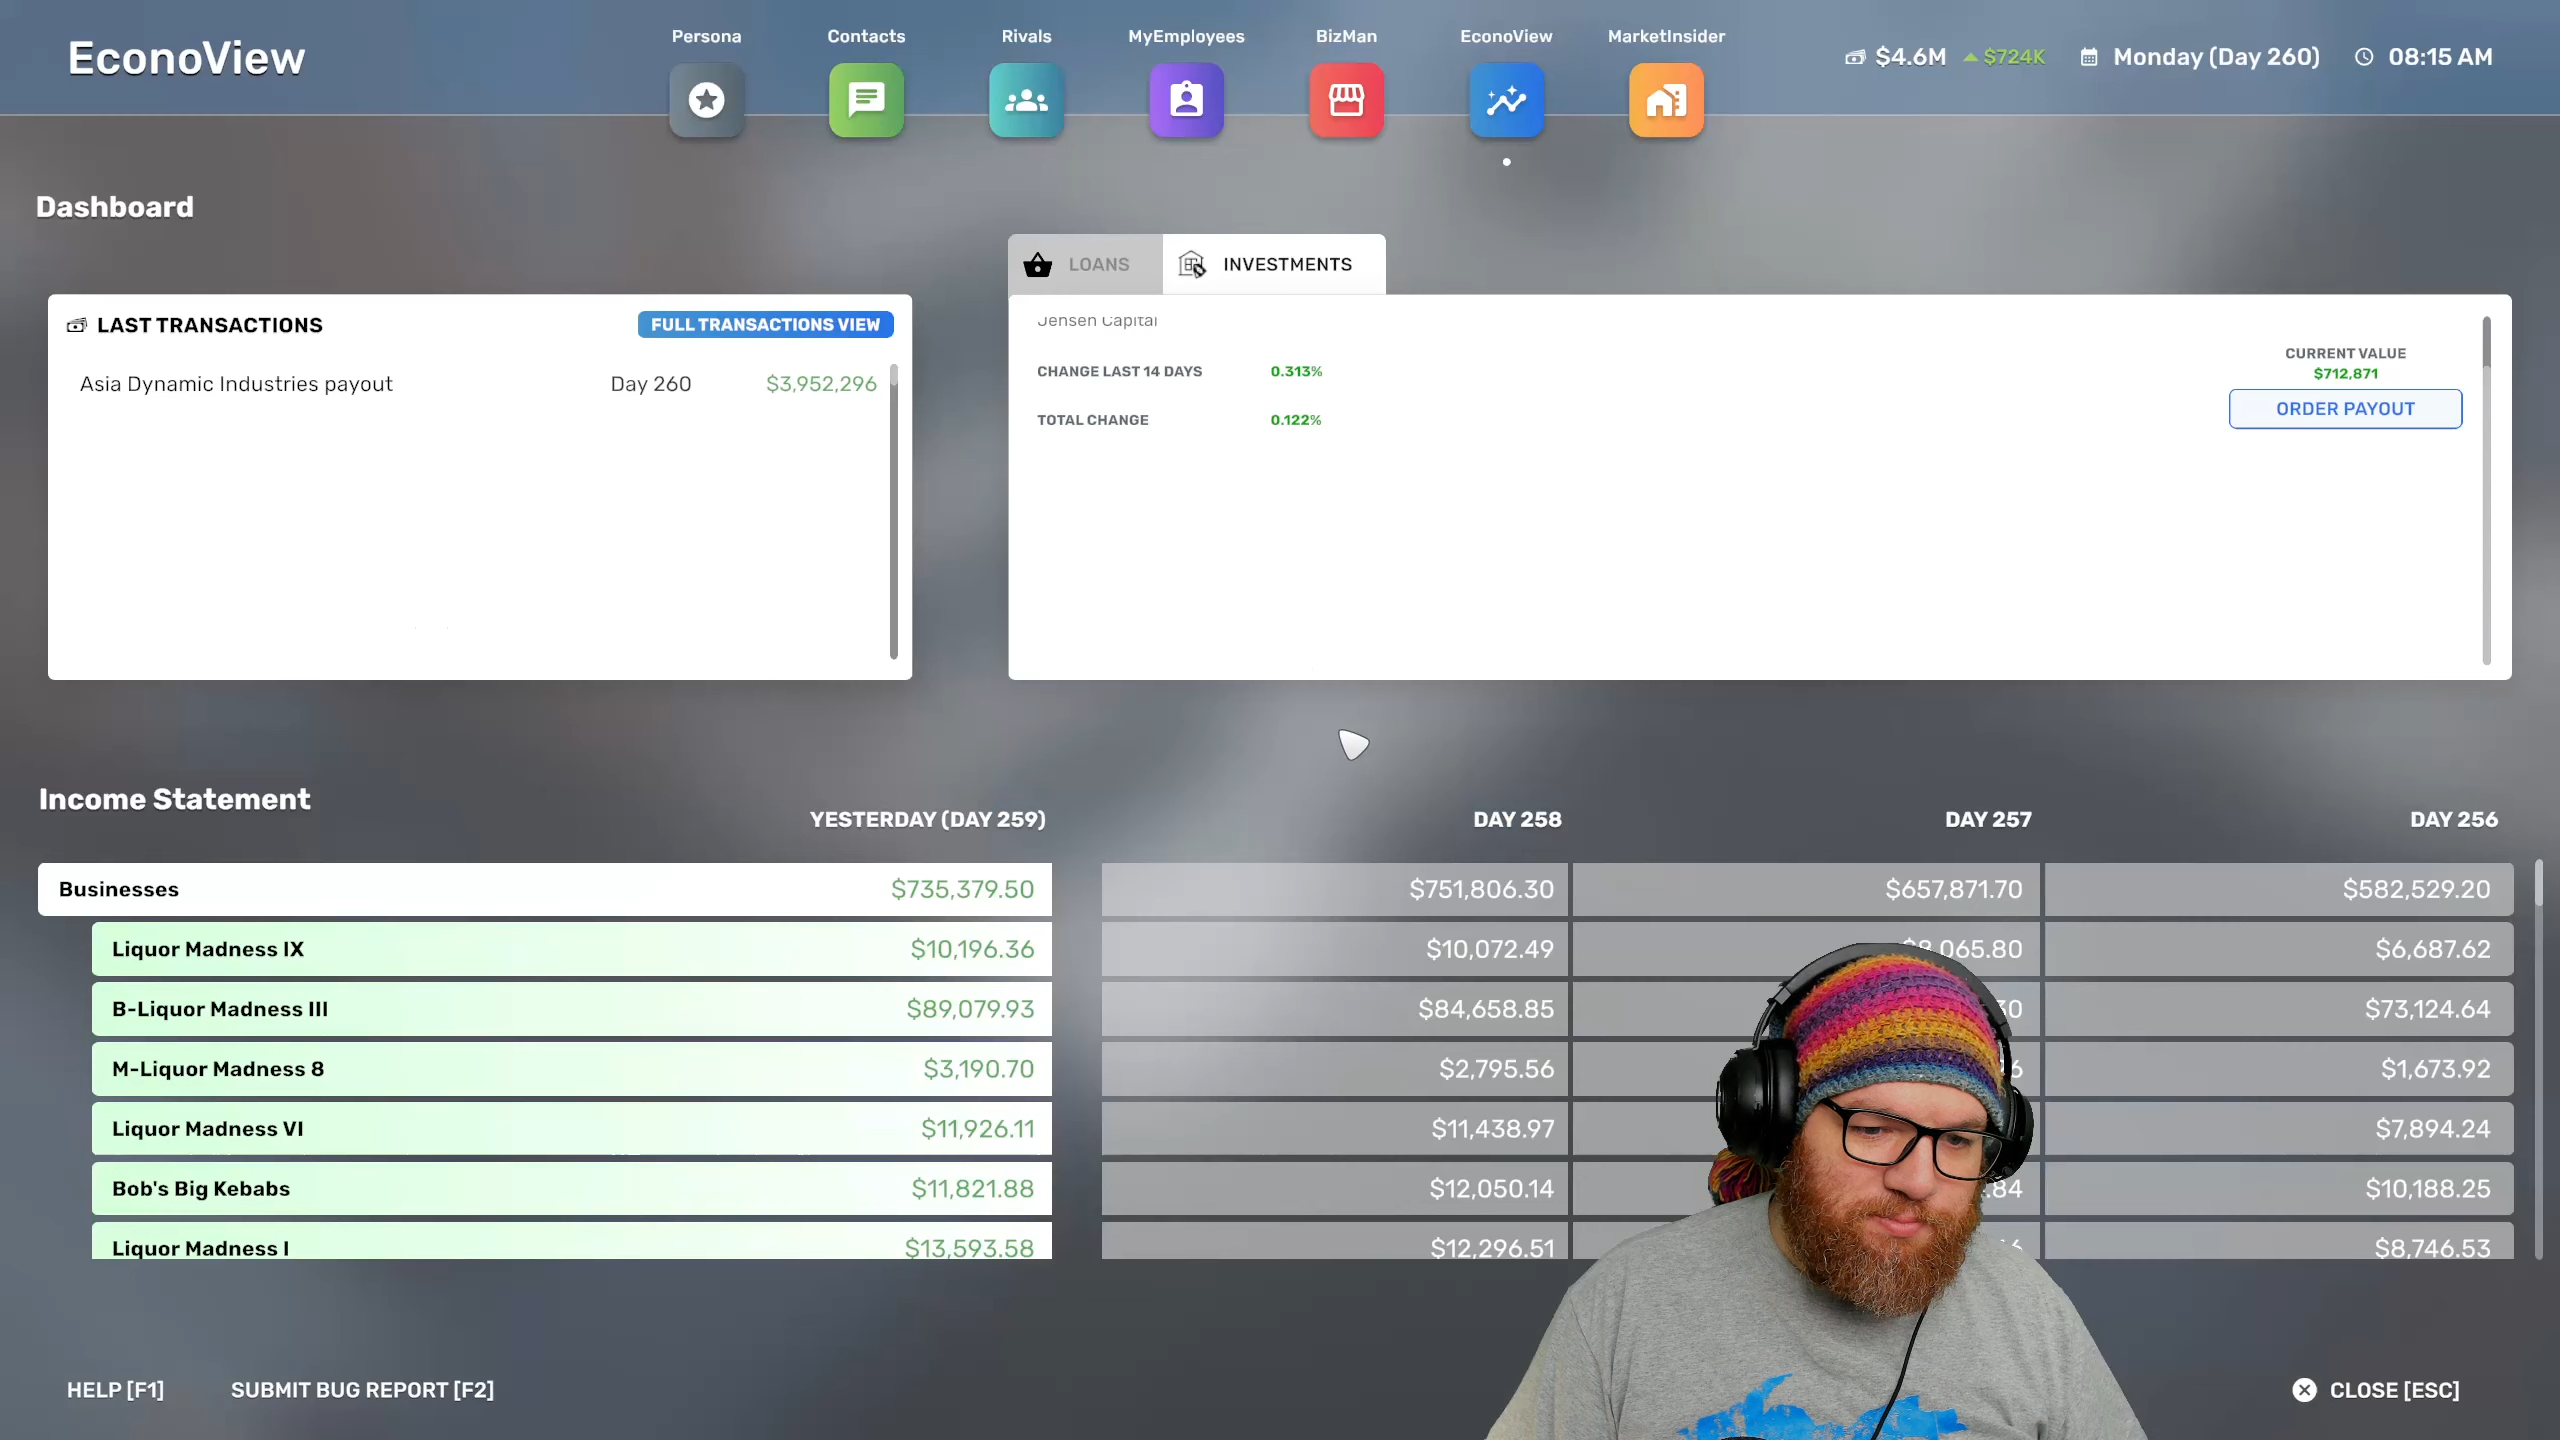 EconoView
Persona
Contacts
Rivals
MyEmployees
BizMan
EconoView
MarketInsider
$4.6M
$724K
Monday (Day 260)
08:15 AM
Dashboard
LAST TRANSACTIONS
FULL TRANSACTIONS VIEW
Asia Dynamic Industries payout Day 260 $3,952,296
LOANS
INVESTMENTS
Jensen Capital
CHANGE LAST 14 DAYS 0.313%
TOTAL CHANGE 0.122%
CURRENT VALUE
$712,871
ORDER PAYOUT
Income Statement
YESTERDAY (DAY 259) DAY 258 DAY 257 DAY 256
Businesses $735,379.50 $751,806.30 $657,871.70 $582,529.20
Liquor Madness IX $10,196.36 $10,072.49 $6,687.62
B-Liquor Madness III $89,079.93 $84,658.85 $73,124.64
M-Liquor Madness 8 $3,190.70 $2,795.56 $1,673.92
Liquor Madness VI $11,926.11 $11,438.97 $7,894.24
Bob's Big Kebabs $11,821.88 $12,050.14 $10,188.25
Liquor Madness I $13,593.58 $12,296.51 $8,746.53
HELP [F1]
SUBMIT BUG REPORT [F2]
CLOSE [ESC]